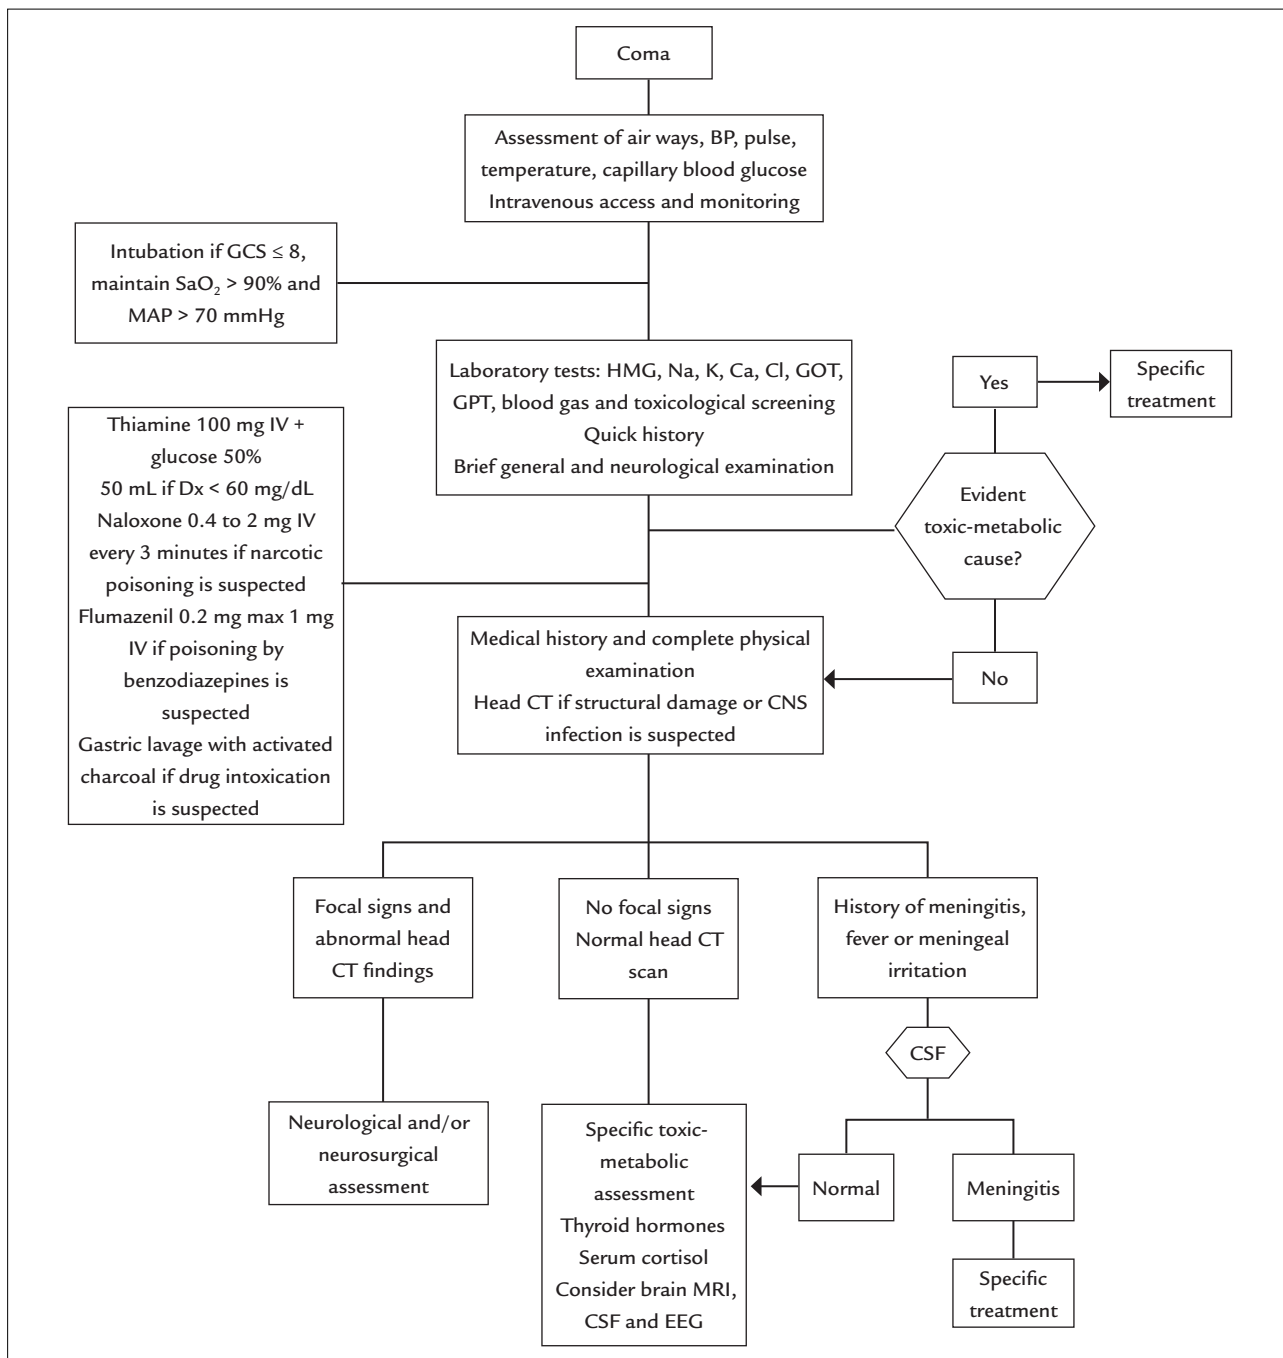 Coma
Assessment of air ways, BP, pulse,
temperature, capillary blood glucose
Intravenous access and monitoring
Intubation if GCS ≤ 8,
maintain SaO₂ > 90% and
MAP > 70 mmHg
Laboratory tests: HMG, Na, K, Ca, Cl, GOT,
GPT, blood gas and toxicological screening
Quick history
Brief general and neurological examination
Yes
Specific
treatment
Thiamine 100 mg IV +
glucose 50%
50 mL if Dx < 60 mg/dL
Naloxone 0.4 to 2 mg IV
every 3 minutes if narcotic
poisoning is suspected
Flumazenil 0.2 mg max 1 mg
IV if poisoning by
benzodiazepines is
suspected
Gastric lavage with activated
charcoal if drug intoxication
is suspected
Evident
toxic-metabolic
cause?
Medical history and complete physical
examination
Head CT if structural damage or CNS
infection is suspected
No
Focal signs and
abnormal head
CT findings
No focal signs
Normal head CT
scan
History of meningitis,
fever or meningeal
irritation
CSF
Neurological and/or
neurosurgical
assessment
Specific toxic-
metabolic
assessment
Thyroid hormones
Serum cortisol
Consider brain MRI,
CSF and EEG
Normal
Meningitis
Specific
treatment